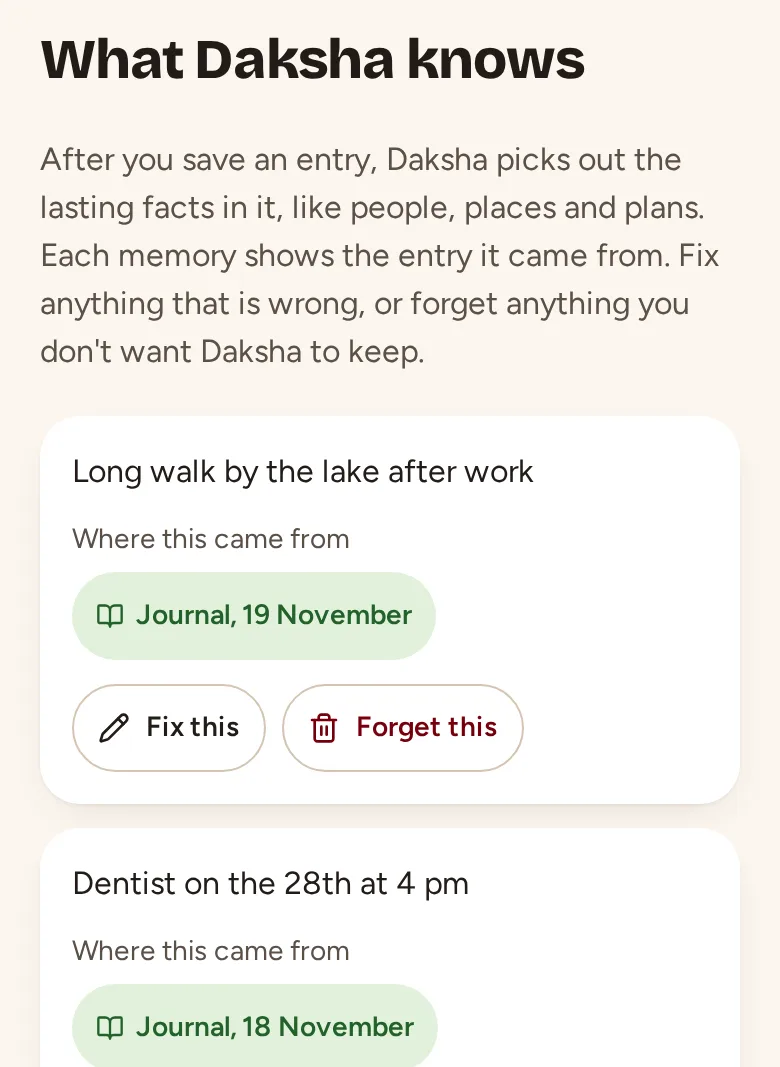 What Daksha knows
After you save an entry, Daksha picks out the
lasting facts in it, like people, places and plans.
Each memory shows the entry it came from. Fix
anything that is wrong, or forget anything you
don't want Daksha to keep.
Long walk by the lake after work
Where this came from
Journal, 19 November
Fix this
Forget this
Dentist on the 28th at 4 pm
Where this came from
Journal, 18 November